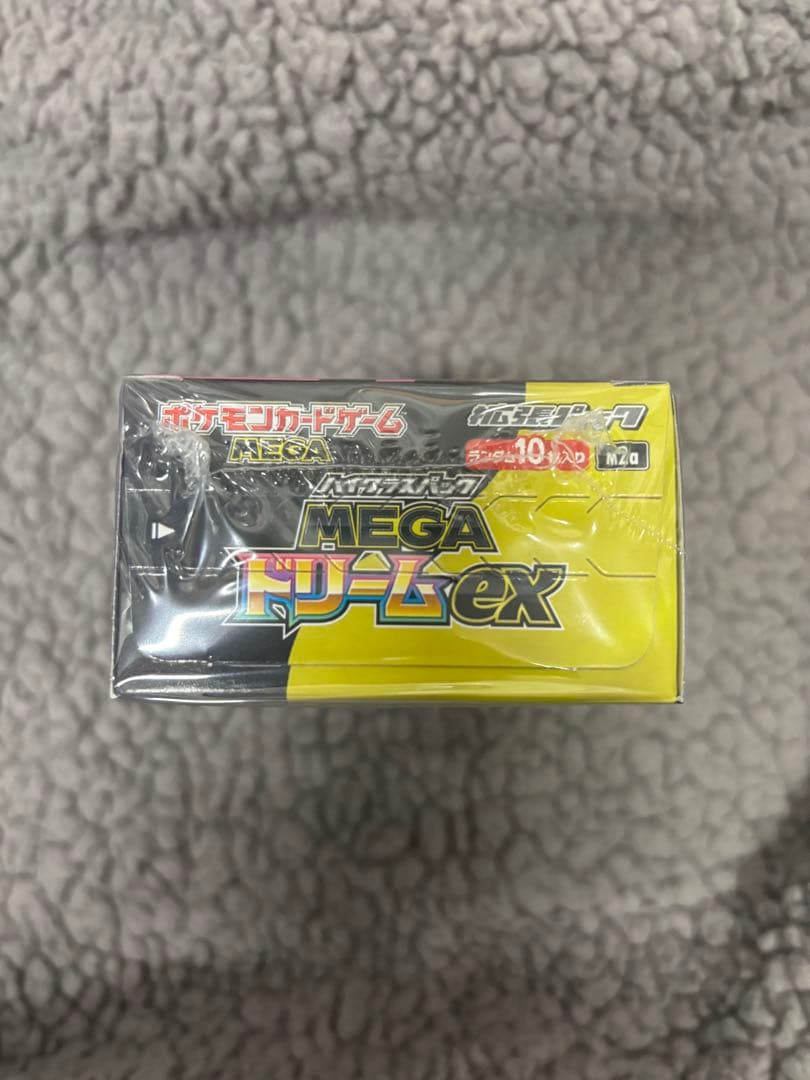 ポケモンカードゲーム
MEGA
拡張パック
ランダム10枚入り
M2a
ハイクラスパック
MEGA
ドリームex